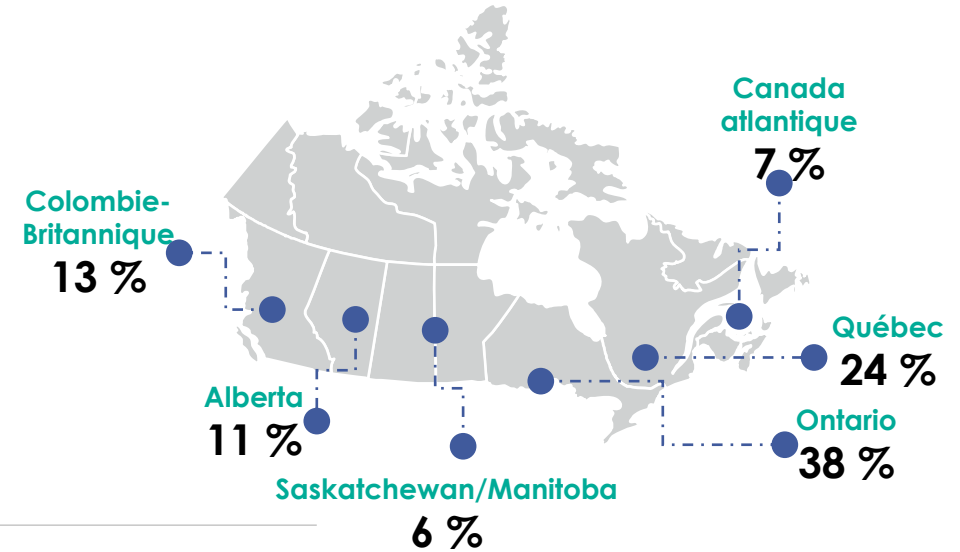 Canada
atlantique
7 %
Colombie-
Britannique
13 %
Québec
24 %
Alberta
11 %
Ontario
38 %
Saskatchewan/Manitoba
6 %